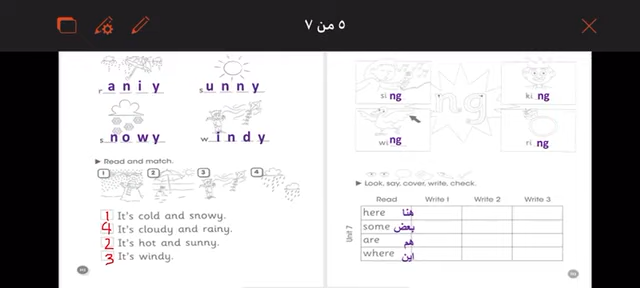 ٥ من ٧
r a n i y
s u n n y
s n o w y
w i n d y
Read and match.
1 2 3 4
1 It's cold and snowy.
4 It's cloudy and rainy.
2 It's hot and sunny.
3 It's windy.
si ng
ki ng
ng
wi ng
ri ng
Look, say, cover, write, check.
Read Write 1 Write 2 Write 3
here هنا
some بعض
are هم
where اين
Unit 7